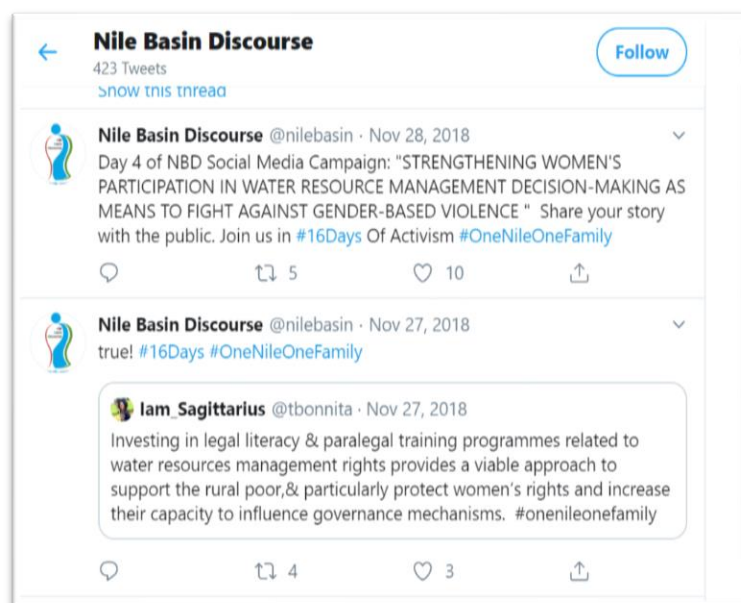 Nile Basin Discourse
423 Tweets
Follow
Show this thread
Nile Basin Discourse @nilebasin · Nov 28, 2018
Day 4 of NBD Social Media Campaign: "STRENGTHENING WOMEN'S
PARTICIPATION IN WATER RESOURCE MANAGEMENT DECISION-MAKING AS
MEANS TO FIGHT AGAINST GENDER-BASED VIOLENCE " Share your story
with the public. Join us in #16Days Of Activism #OneNileOneFamily
5 10
Nile Basin Discourse @nilebasin · Nov 27, 2018
true! #16Days #OneNileOneFamily
Iam_Sagittarius @tbonnita · Nov 27, 2018
Investing in legal literacy & paralegal training programmes related to
water resources management rights provides a viable approach to
support the rural poor,& particularly protect women's rights and increase
their capacity to influence governance mechanisms. #onenileonefamily
4 3